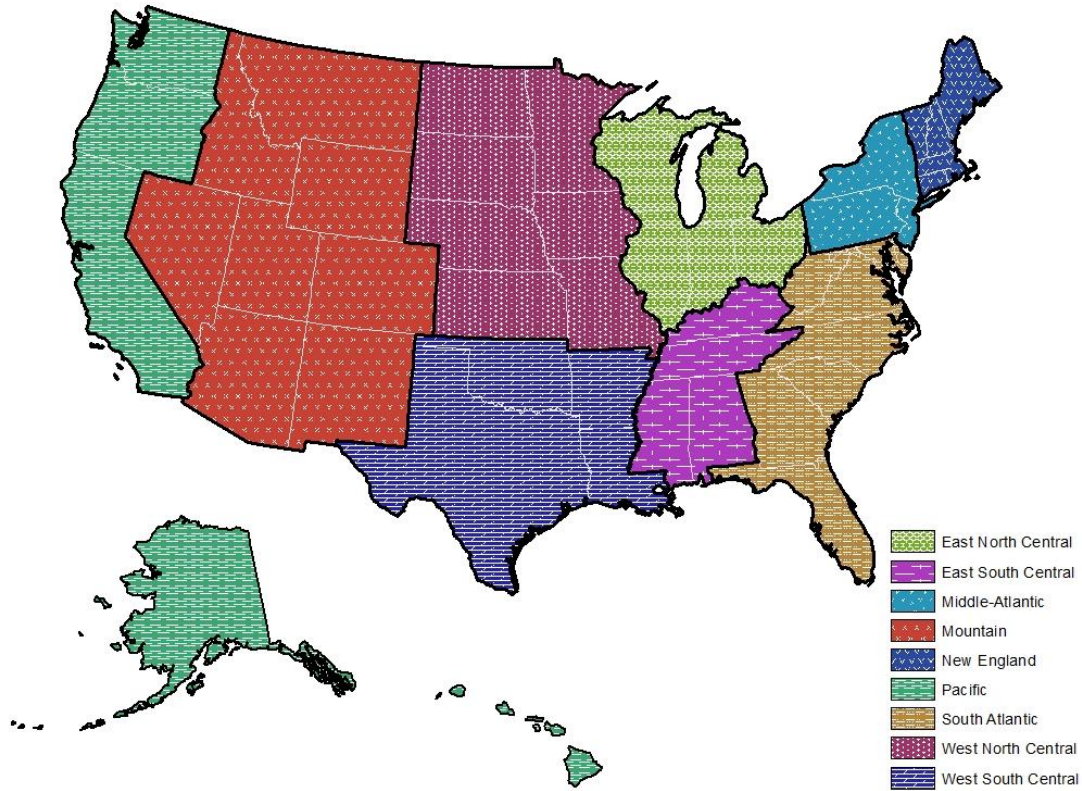 East North Central
East South Central
Middle-Atlantic
Mountain
New England
Pacific
South Atlantic
West North Central
West South Central